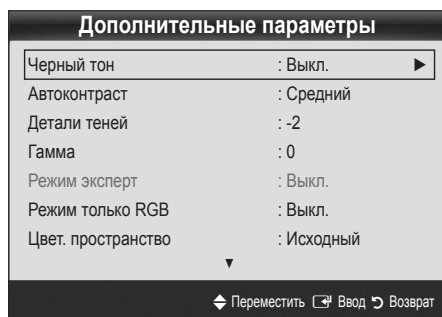 Дополнительные параметры
Черный тон : Выкл. ▶
Автоконтраст : Средний
Детали теней : -2
Гамма : 0
Режим эксперт : Выкл.
Режим только RGB : Выкл.
Цвет. пространство : Исходный
▼
Переместить Ввод Возврат